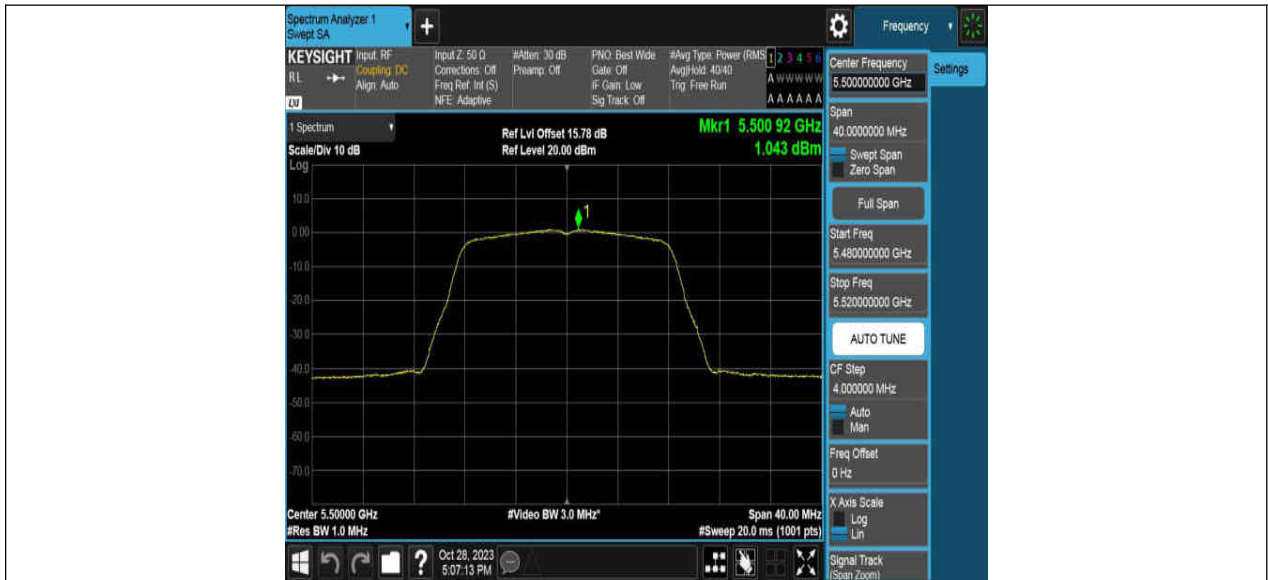 Spectrum Analyzer 1
Swept SA
+
Frequency
KEYSIGHT
RL
LXI
Input: RF
Coupling: DC
Align: Auto
Input Z: 50 Ω
Corrections: Off
Freq Ref: Int (S)
NFE: Adaptive
#Atten: 30 dB
Preamp: Off
PNO: Best Wide
Gate: Off
IF Gain: Low
Sig Track: Off
#Avg Type: Power (RMS
Avg|Hold: 40/40
Trig: Free Run
1 2 3 4 5 6
A W W W W W
A A A A A A
Center Frequency
5.500000000 GHz
Settings
1 Spectrum
Scale/Div 10 dB
Ref Lvl Offset 15.78 dB
Ref Level 20.00 dBm
Mkr1 5.500 92 GHz
1.043 dBm
Log
10.0
0.00
-10.0
-20.0
-30.0
-40.0
-50.0
-60.0
-70.0
1
Center 5.50000 GHz
#Res BW 1.0 MHz
#Video BW 3.0 MHz*
Span 40.00 MHz
#Sweep 20.0 ms (1001 pts)
Span
40.0000000 MHz
Swept Span
Zero Span
Full Span
Start Freq
5.480000000 GHz
Stop Freq
5.520000000 GHz
AUTO TUNE
CF Step
4.000000 MHz
Auto
Man
Freq Offset
0 Hz
X Axis Scale
Log
Lin
Signal Track
(Span Zoom)
?
Oct 28, 2023
5:07:13 PM